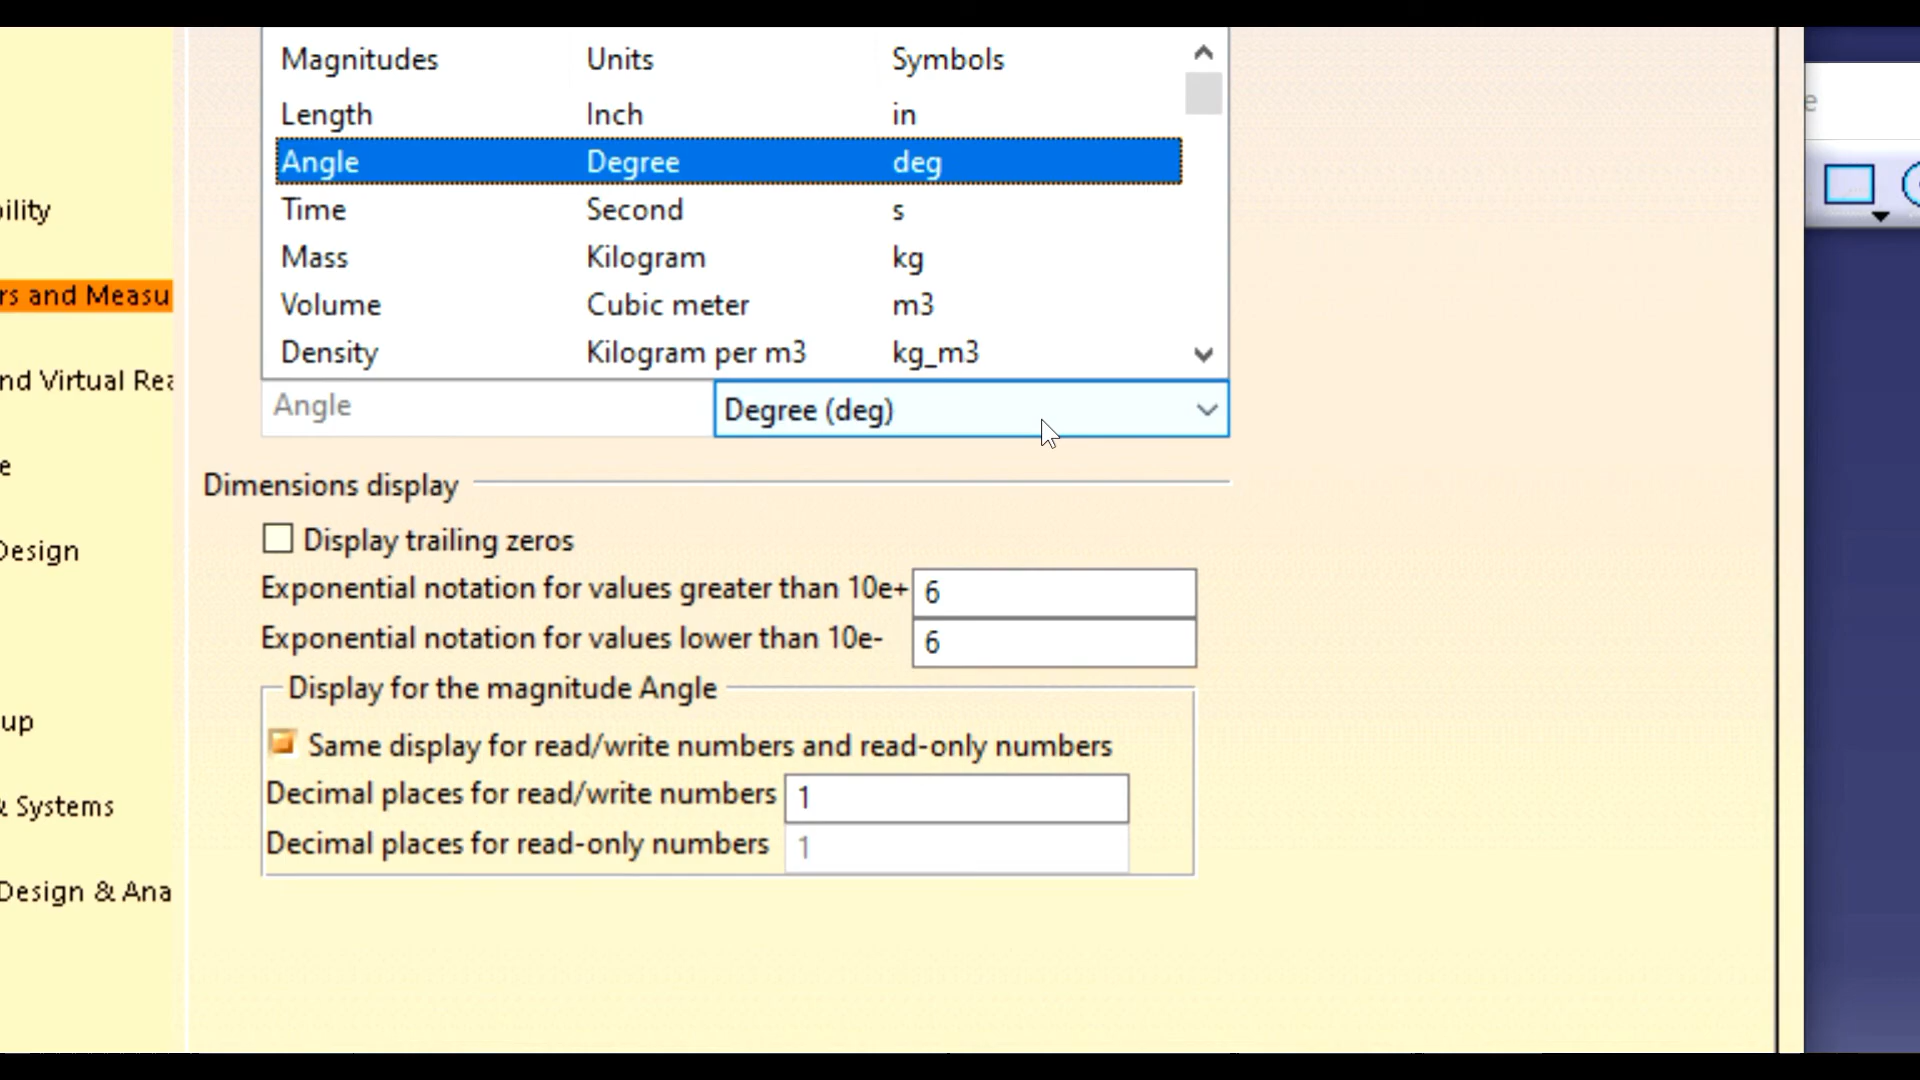 Magnitudes Units Symbols
Length Inch in
Angle Degree deg
Time Second s
Mass Kilogram kg
Volume Cubic meter m3
Density Kilogram per m3 kg_m3
Angle Degree (deg)
Dimensions display
Display trailing zeros
Exponential notation for values greater than 10e+ 6
Exponential notation for values lower than 10e- 6
Display for the magnitude Angle
Same display for read/write numbers and read-only numbers
Decimal places for read/write numbers 1
Decimal places for read-only numbers 1
ility
rs and Measu
nd Virtual Rea
e
Design
up
& Systems
Design & Ana
e